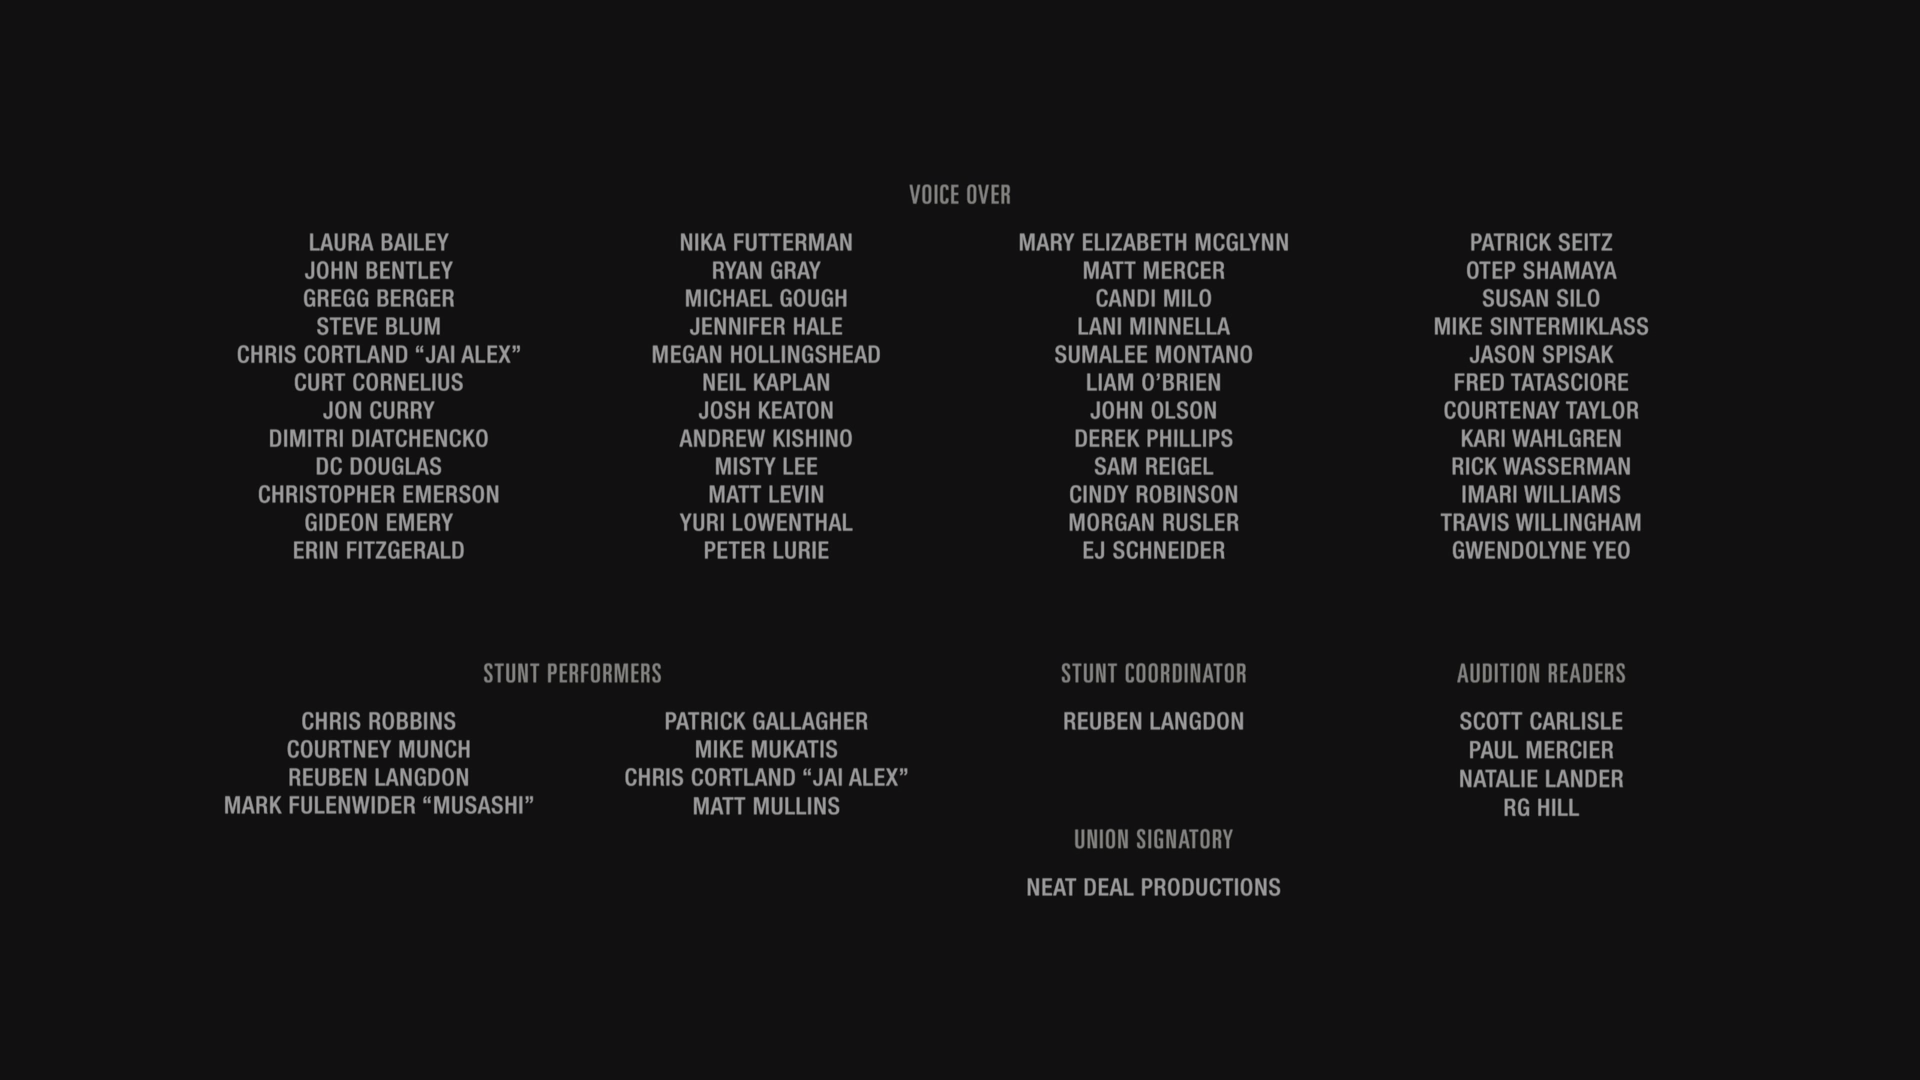 VOICE OVER
LAURA BAILEY
JOHN BENTLEY
GREGG BERGER
STEVE BLUM
CHRIS CORTLAND “JAI ALEX”
CURT CORNELIUS
JON CURRY
DIMITRI DIATCHENCKO
DC DOUGLAS
CHRISTOPHER EMERSON
GIDEON EMERY
ERIN FITZGERALD
NIKA FUTTERMAN
RYAN GRAY
MICHAEL GOUGH
JENNIFER HALE
MEGAN HOLLINGSHEAD
NEIL KAPLAN
JOSH KEATON
ANDREW KISHINO
MISTY LEE
MATT LEVIN
YURI LOWENTHAL
PETER LURIE
MARY ELIZABETH MCGLYNN
MATT MERCER
CANDI MILO
LANI MINNELLA
SUMALEE MONTANO
LIAM O’BRIEN
JOHN OLSON
DEREK PHILLIPS
SAM REIGEL
CINDY ROBINSON
MORGAN RUSLER
EJ SCHNEIDER
PATRICK SEITZ
OTEP SHAMAYA
SUSAN SILO
MIKE SINTERMIKLASS
JASON SPISAK
FRED TATASCIORE
COURTENAY TAYLOR
KARI WAHLGREN
RICK WASSERMAN
IMARI WILLIAMS
TRAVIS WILLINGHAM
GWENDOLYNE YEO
STUNT PERFORMERS
CHRIS ROBBINS
COURTNEY MUNCH
REUBEN LANGDON
MARK FULENWIDER “MUSASHI”
PATRICK GALLAGHER
MIKE MUKATIS
CHRIS CORTLAND “JAI ALEX”
MATT MULLINS
STUNT COORDINATOR
REUBEN LANGDON
UNION SIGNATORY
NEAT DEAL PRODUCTIONS
AUDITION READERS
SCOTT CARLISLE
PAUL MERCIER
NATALIE LANDER
RG HILL